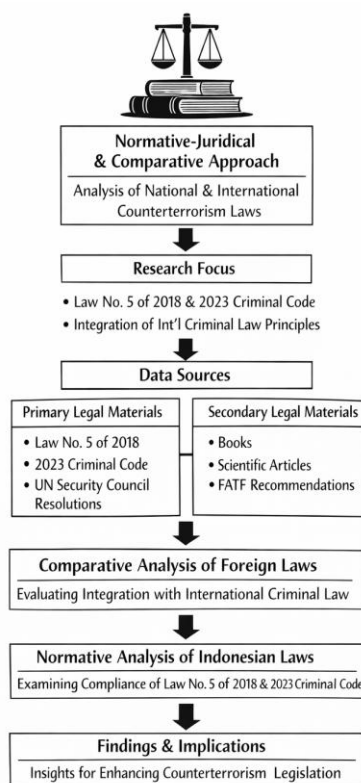 Normative-Juridical
& Comparative Approach
Analysis of National & International
Counterterrorism Laws
Research Focus
• Law No. 5 of 2018 & 2023 Criminal Code
• Integration of Int'l Criminal Law Principles
Data Sources
Primary Legal Materials
• Law No. 5 of 2018
• 2023 Criminal Code
• UN Security Council
Resolutions
Secondary Legal Materials
• Books
• Scientific Articles
• FATF Recommendations
Comparative Analysis of Foreign Laws
Evaluating Integration with International Criminal Law
Normative Analysis of Indonesian Laws
Examining Compliance of Law No. 5 of 2018 & 2023 Criminal Code
Findings & Implications
Insights for Enhancing Counterterrorism Legislation